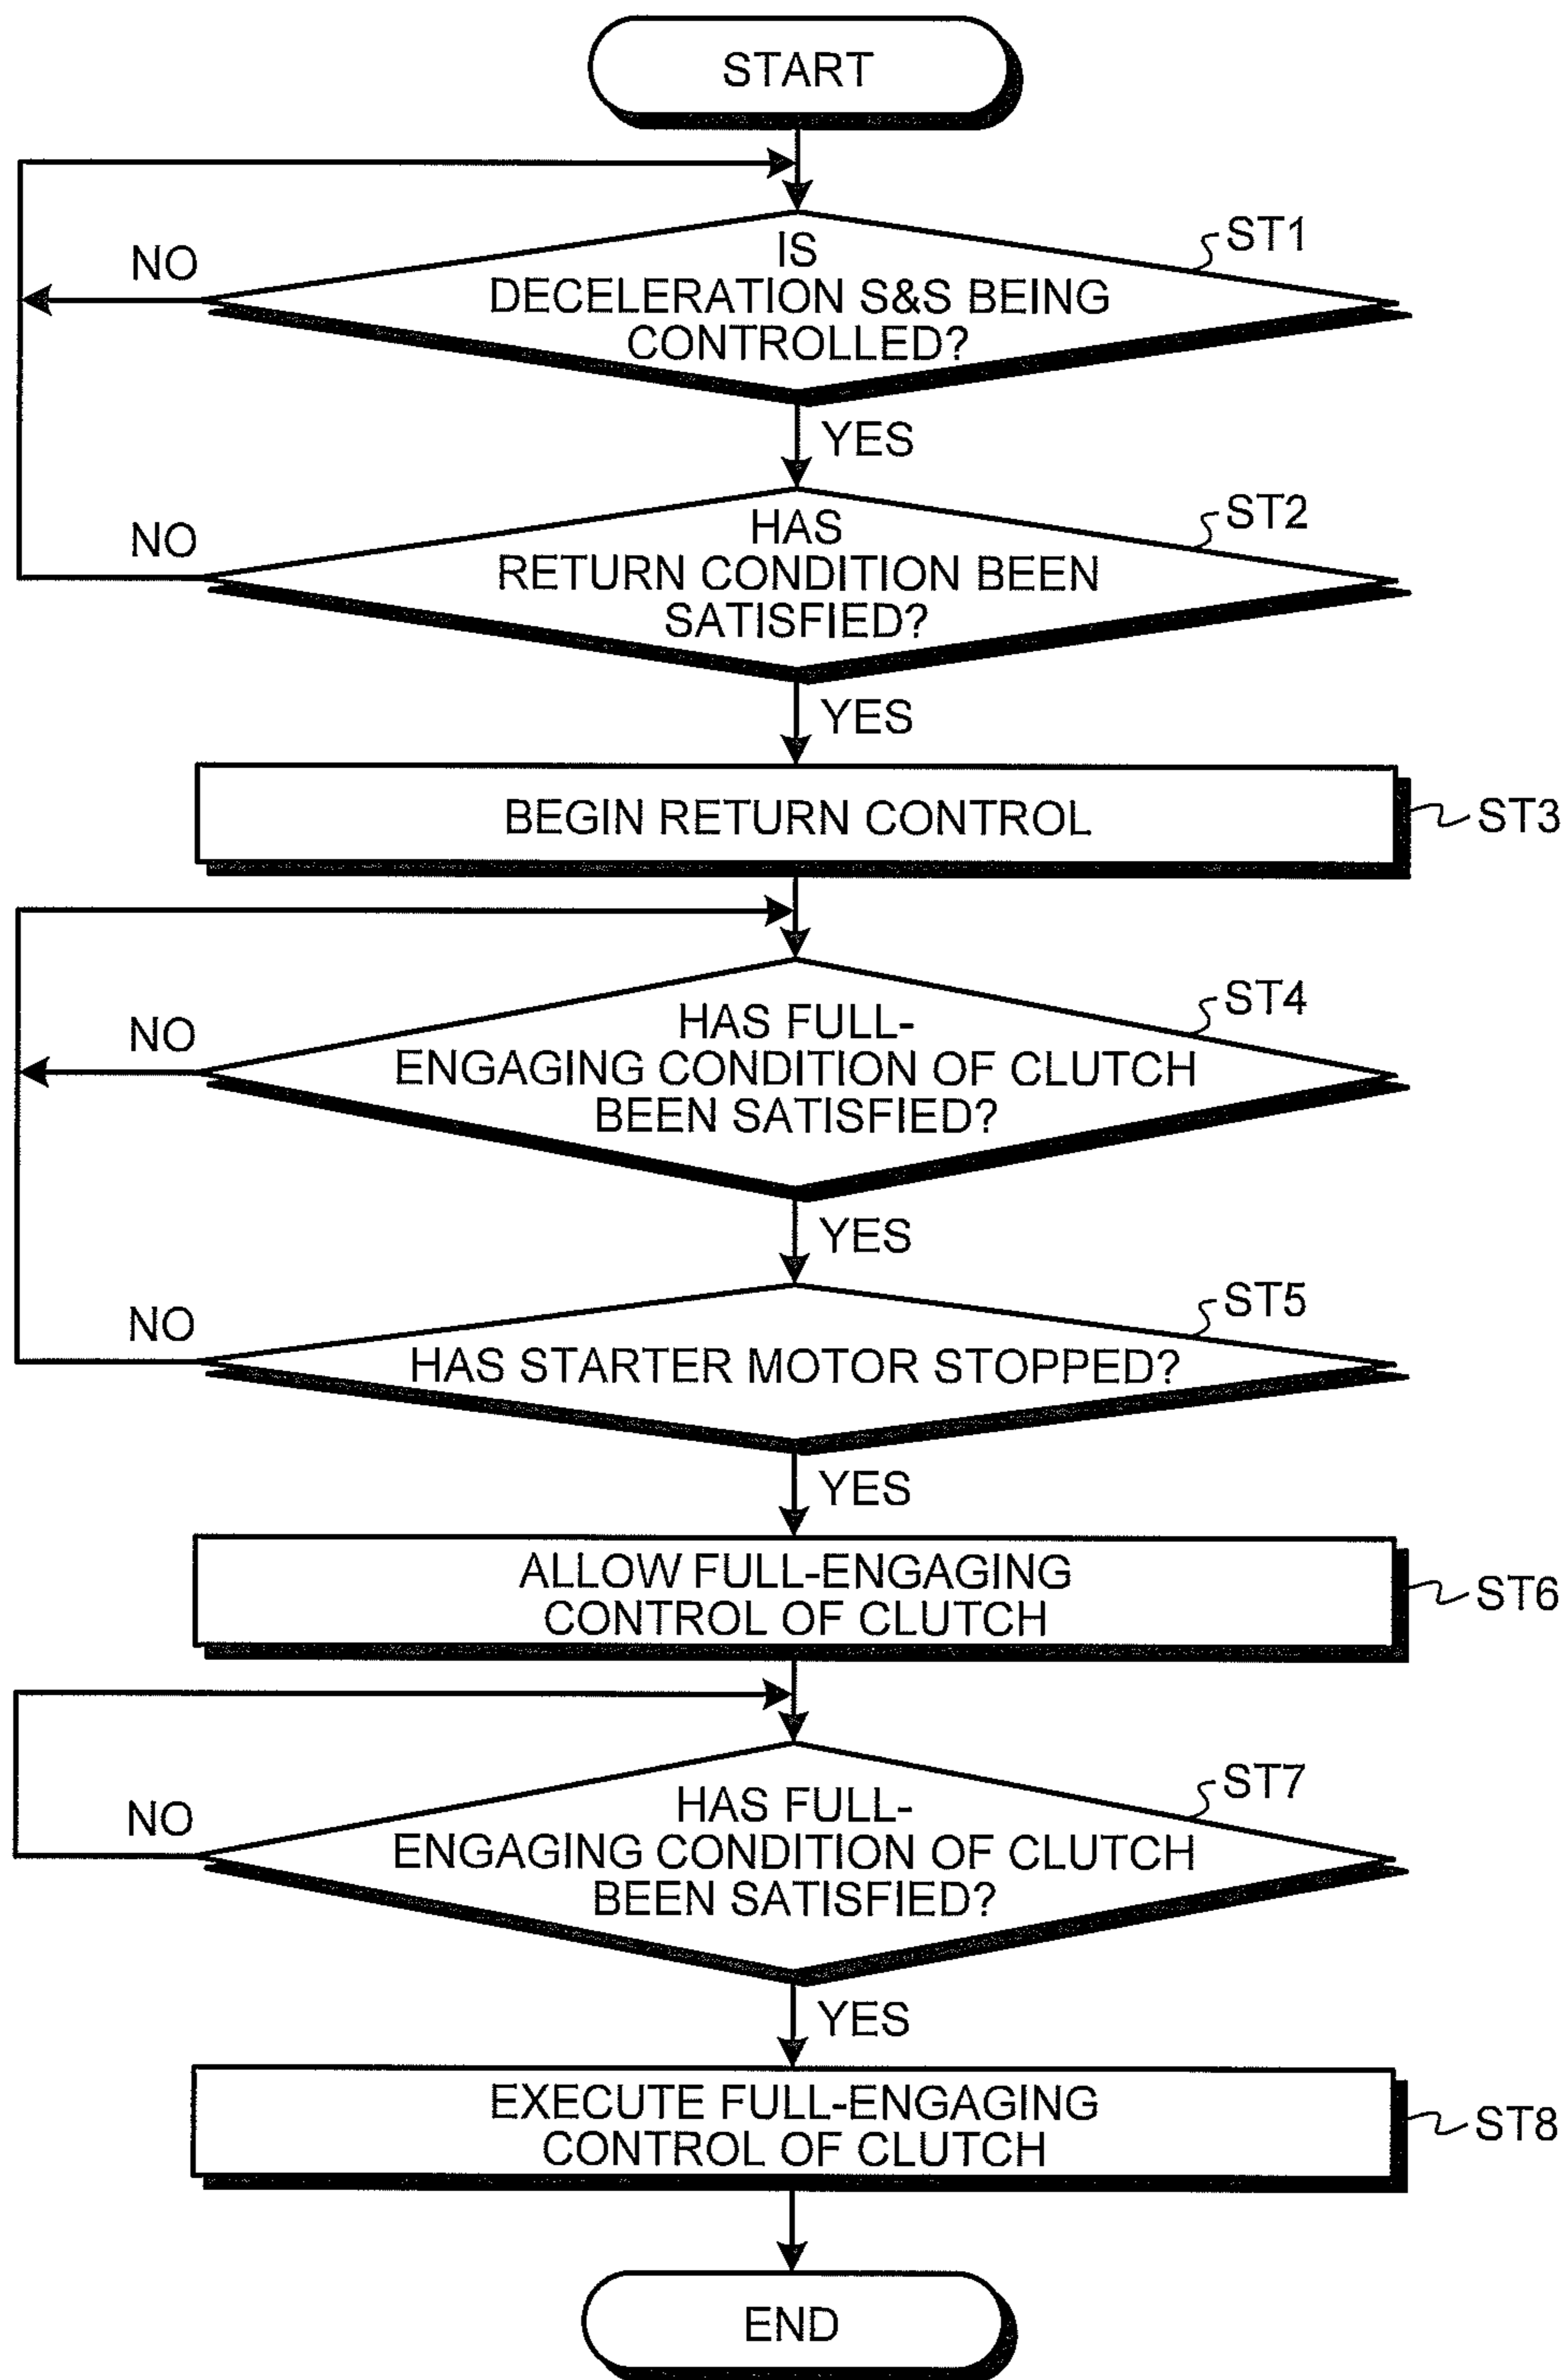 START
IS
DECELERATION S&S BEING
CONTROLLED?
ST1
NO
YES
HAS
RETURN CONDITION BEEN
SATISFIED?
ST2
NO
YES
BEGIN RETURN CONTROL
ST3
HAS FULL-
ENGAGING CONDITION OF CLUTCH
BEEN SATISFIED?
ST4
NO
YES
HAS STARTER MOTOR STOPPED?
ST5
NO
YES
ALLOW FULL-ENGAGING
CONTROL OF CLUTCH
ST6
HAS FULL-
ENGAGING CONDITION OF CLUTCH
BEEN SATISFIED?
ST7
NO
YES
EXECUTE FULL-ENGAGING
CONTROL OF CLUTCH
ST8
END